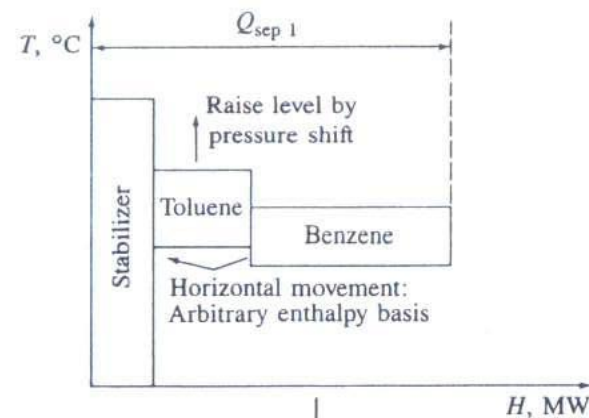 Q_sep 1
T, °C
Raise level by
pressure shift
Stabilizer
Toluene
Benzene
Horizontal movement:
Arbitrary enthalpy basis
H, MW